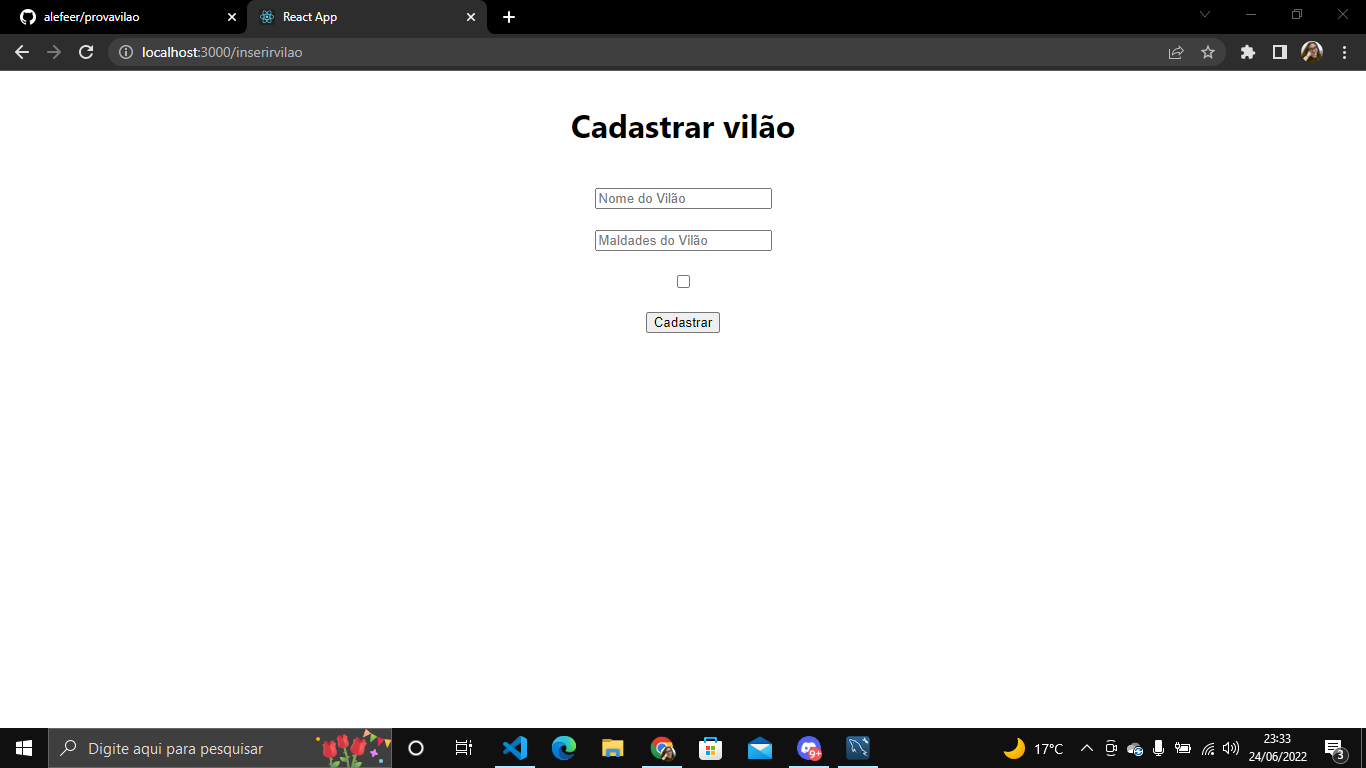 alefeer/provavilao
React App
localhost:3000/inserirvilao
Cadastrar vilão
Nome do Vilão
Maldades do Vilão
Cadastrar
Digite aqui para pesquisar
9+
17°C
23:33
24/06/2022
3